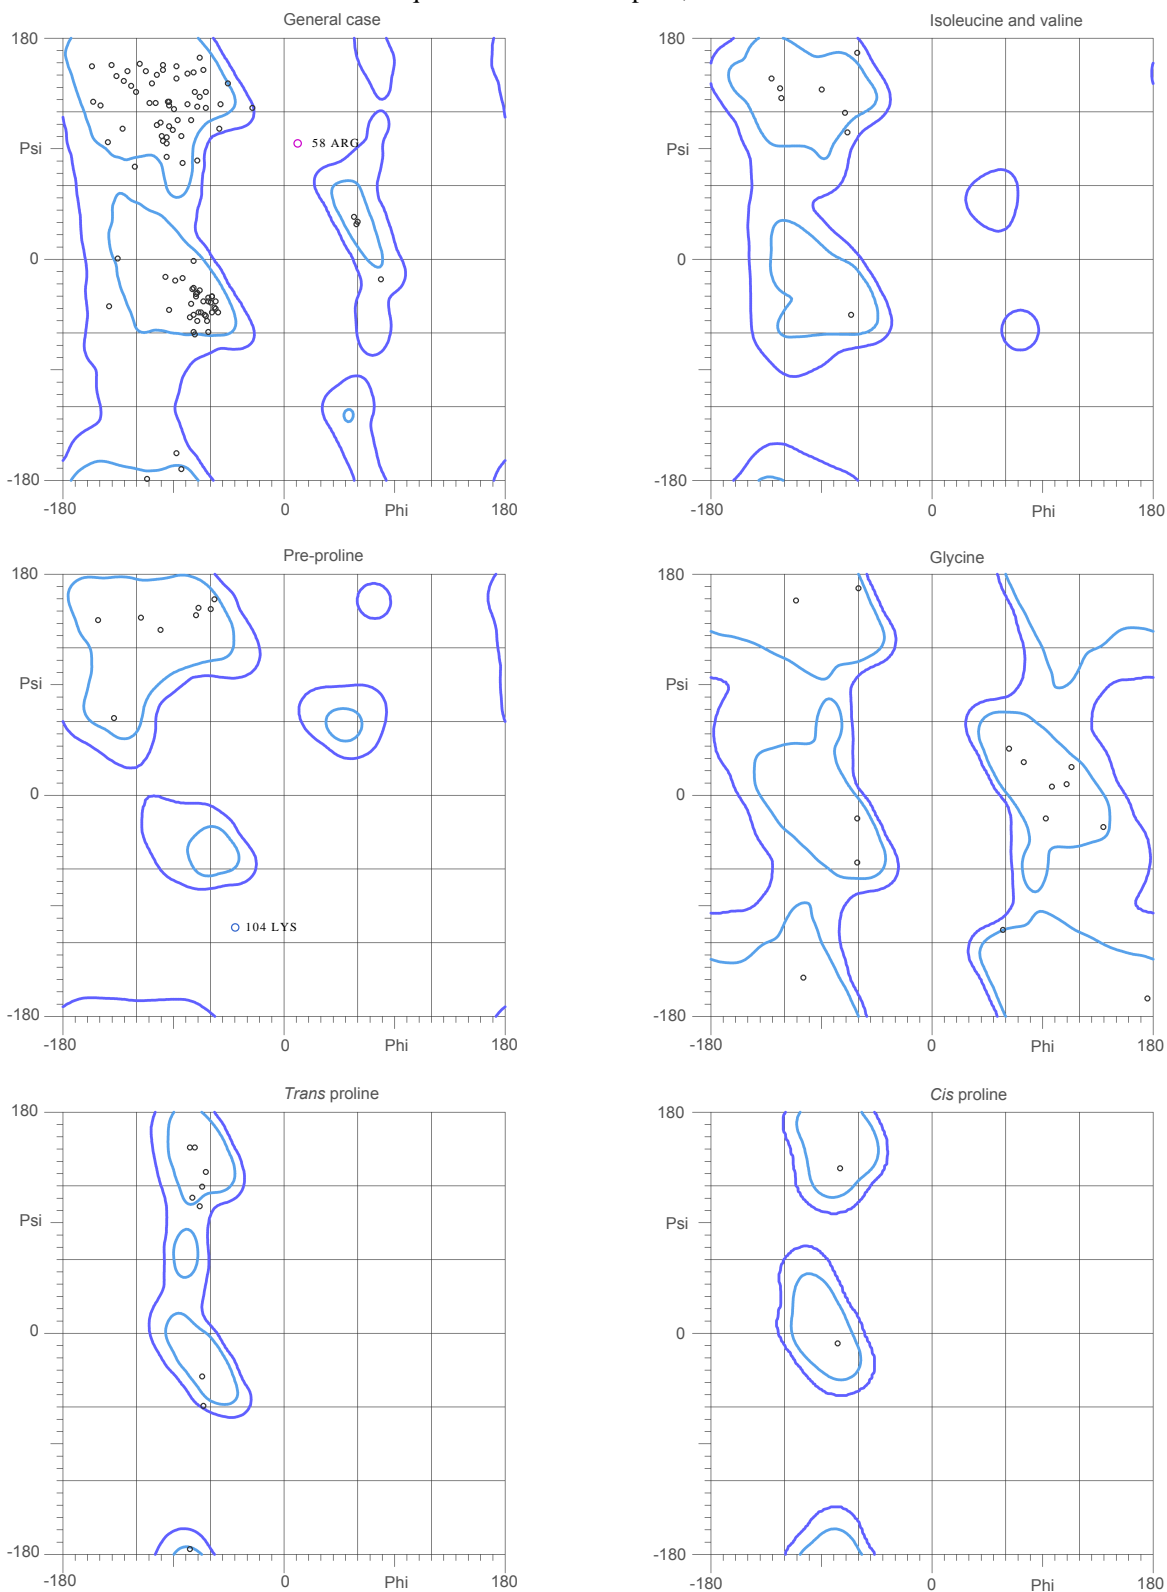 General case
180
Psi
0
-180
-180
0
Phi
180
58 ARG
Isoleucine and valine
180
Psi
0
-180
-180
0
Phi
180
Pre-proline
180
Psi
0
-180
-180
0
Phi
180
104 LYS
Glycine
180
Psi
0
-180
-180
0
Phi
180
Trans proline
180
Psi
0
-180
-180
0
Phi
180
Cis proline
180
Psi
0
-180
-180
0
Phi
180